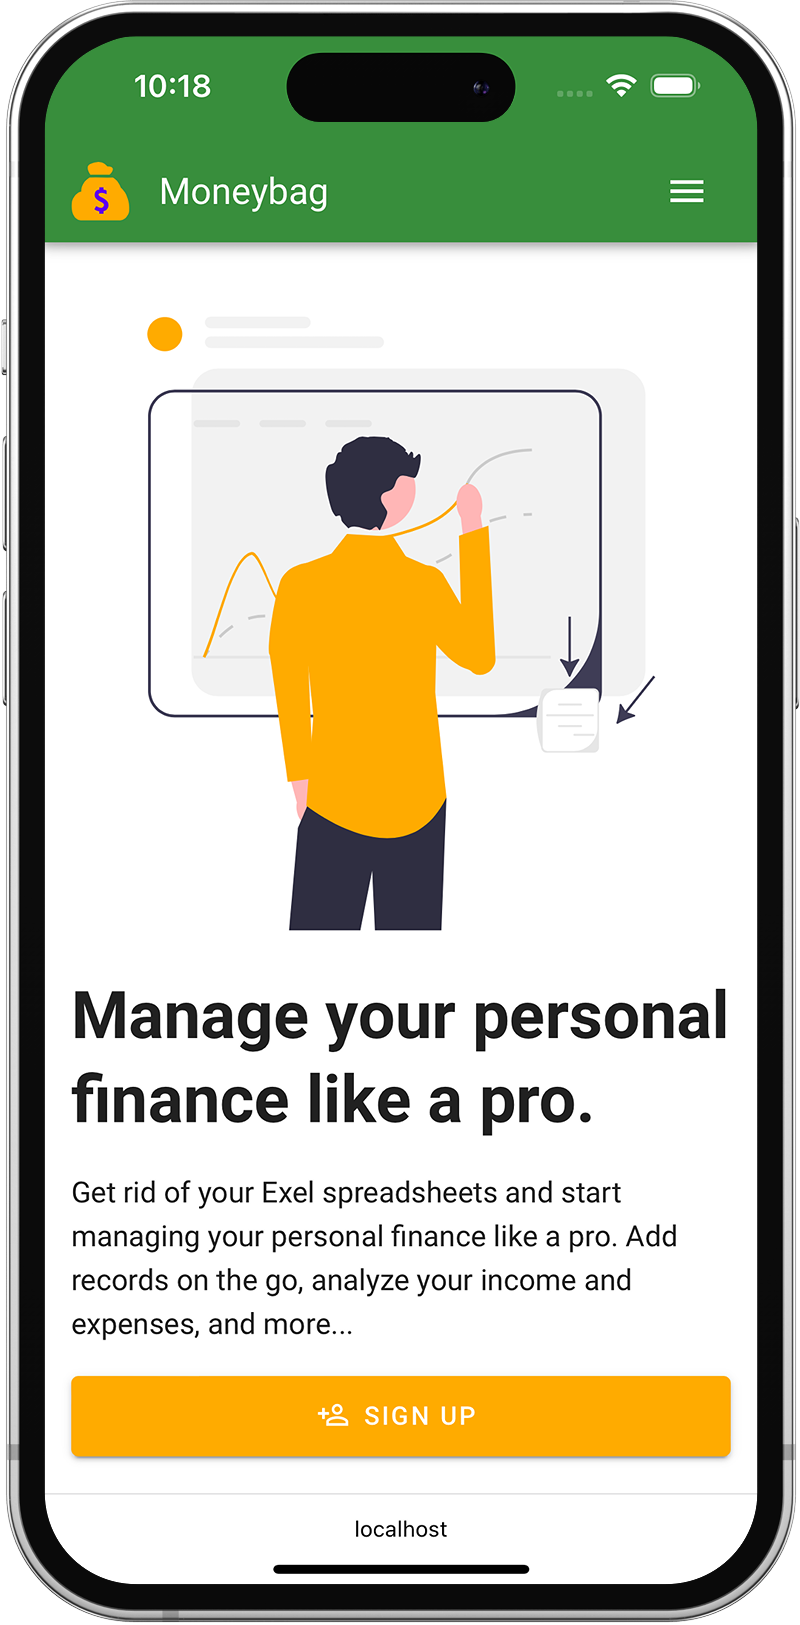 10:18
$ Moneybag
Manage your personal
finance like a pro.
Get rid of your Exel spreadsheets and start
managing your personal finance like a pro. Add
records on the go, analyze your income and
expenses, and more...
SIGN UP
localhost